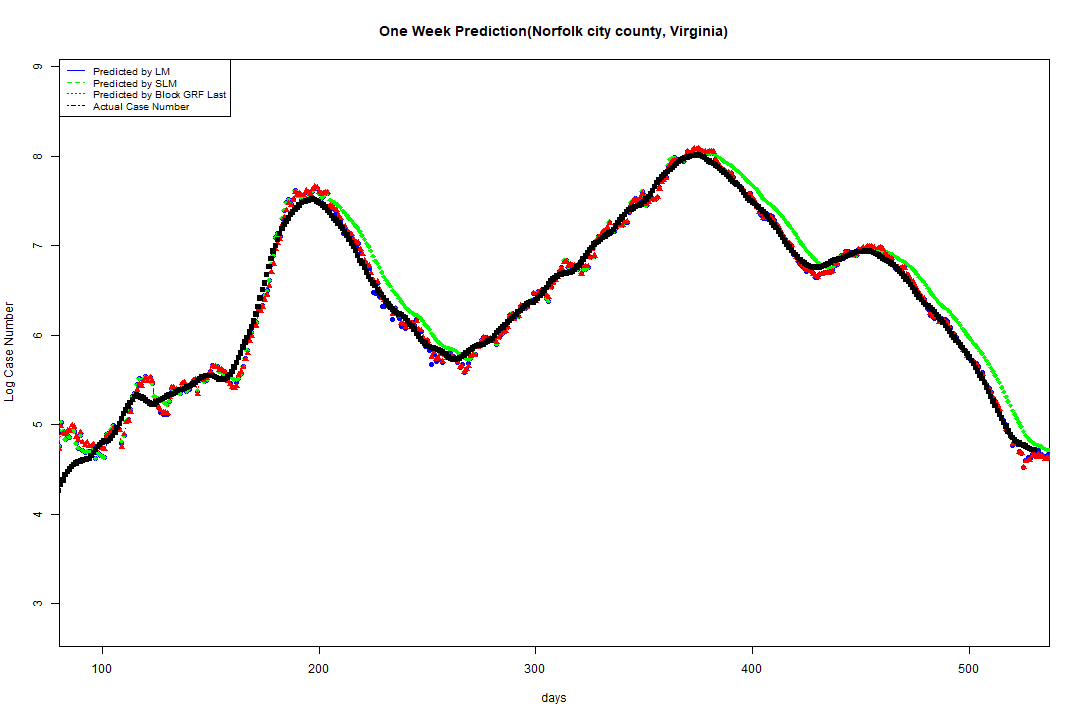 One Week Prediction(Norfolk city county, Virginia)
Predicted by LM
Predicted by SLM
Predicted by Block GRF Last
Actual Case Number
9
8
7
6
5
4
3
Log Case Number
100 200 300 400 500
days